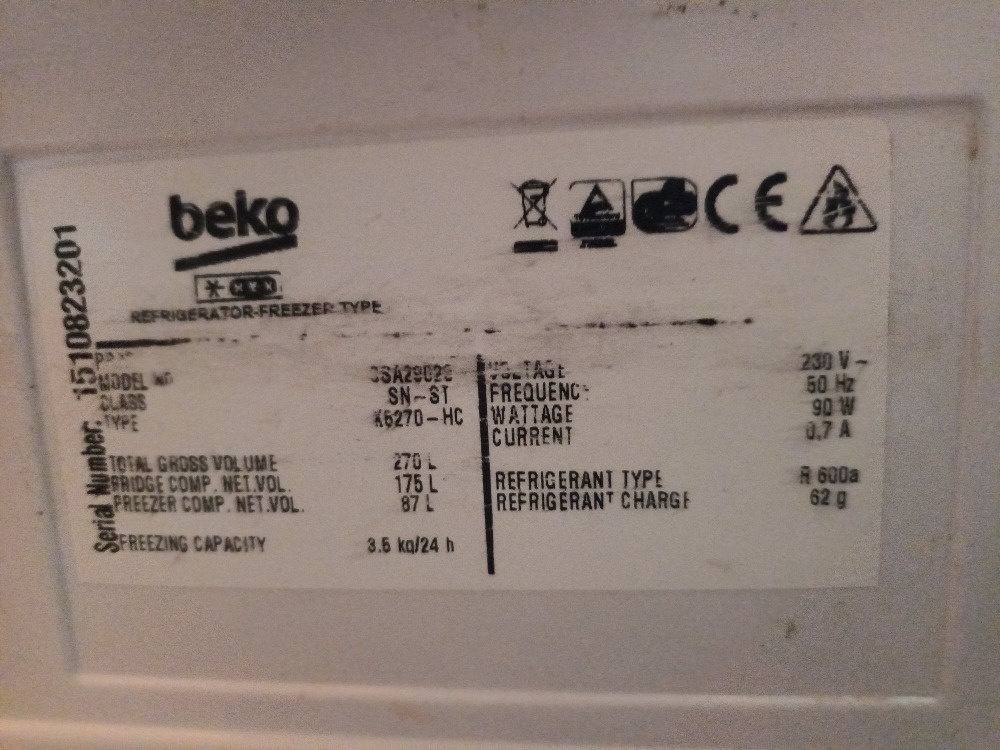 beko
REFRIGERATOR-FREEZER TYPE
Serial Number: 1510823201
MODEL NO
CLASS SN-ST
TYPE K6270-HC
TOTAL GROSS VOLUME 270 L
FRIDGE COMP. NET.VOL. 175 L
FREEZER COMP. NET.VOL. 87 L
FREEZING CAPACITY 3.5 kg/24 h
VOLTAGE 230 V~
FREQUENCY 50 Hz
WATTAGE 90 W
CURRENT 0,7 A
REFRIGERANT TYPE R 600a
REFRIGERANT CHARGE 62 g
CE